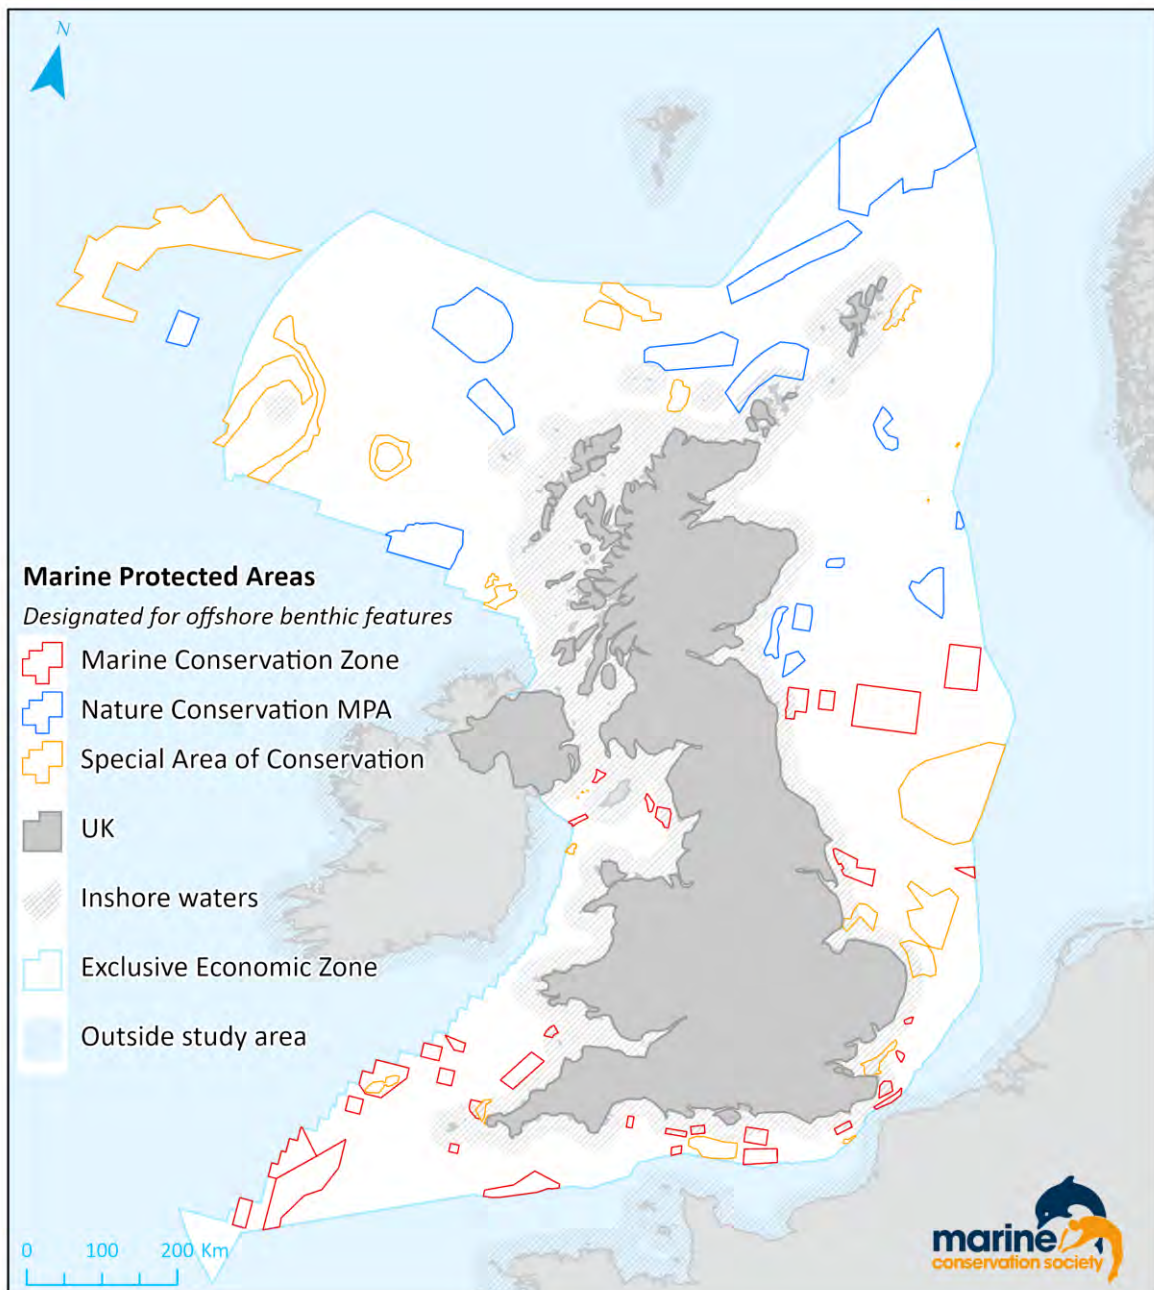 N
Marine Protected Areas
Designated for offshore benthic features
Marine Conservation Zone
Nature Conservation MPA
Special Area of Conservation
UK
Inshore waters
Exclusive Economic Zone
Outside study area
0 100 200 Km
marine
conservation society